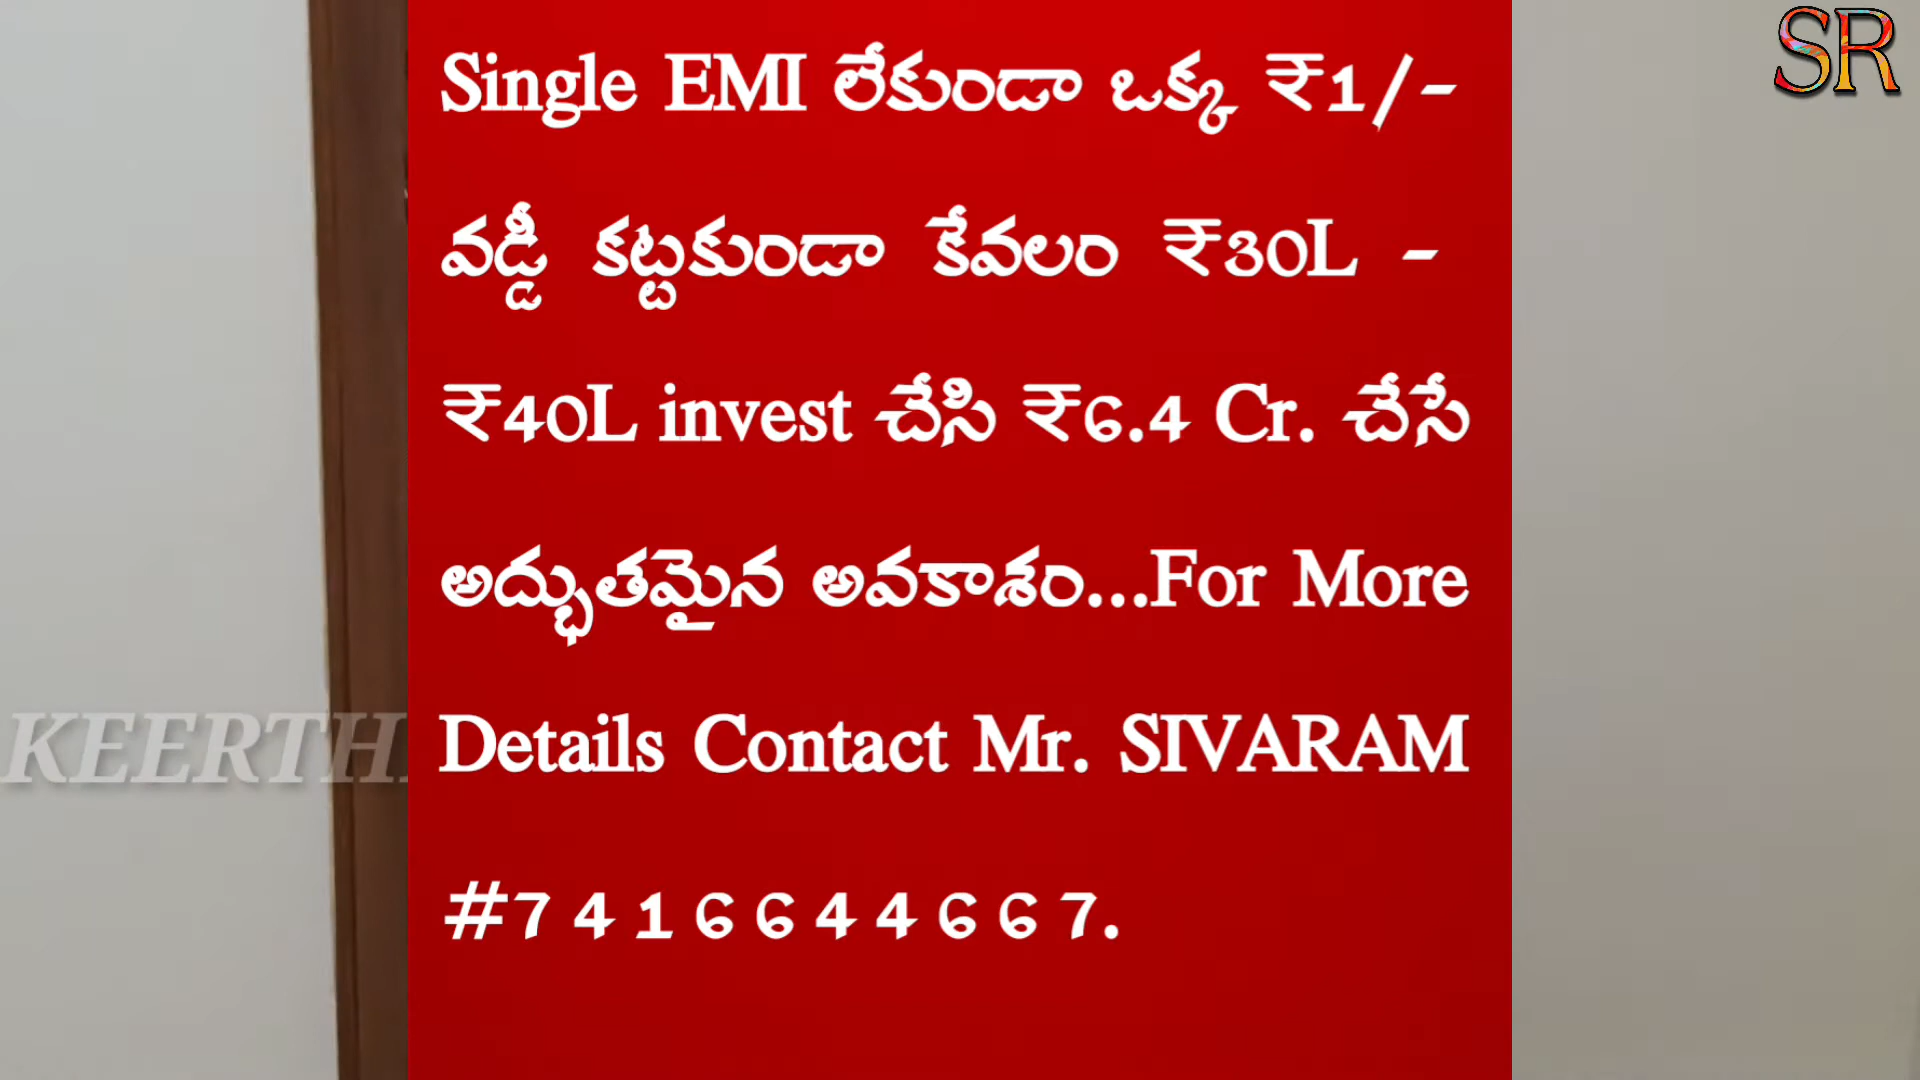 SR
Single EMI లేకుండా ఒక్క ₹1/-
వడ్డీ కట్టకుండా కేవలం ₹30L -
₹40L invest చేసి ₹6.4 Cr. చేసే
అద్భుతమైన అవకాశం...For More
Details Contact Mr. SIVARAM
#7 4 1 6 6 4 4 6 6 7.
KEERTH